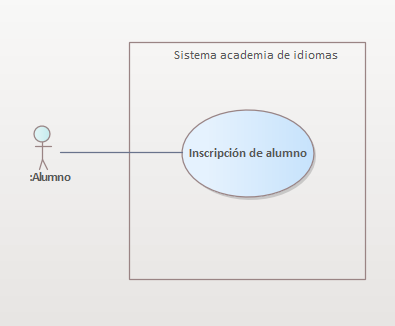 Sistema academia de idiomas
Inscripción de alumno
:Alumno